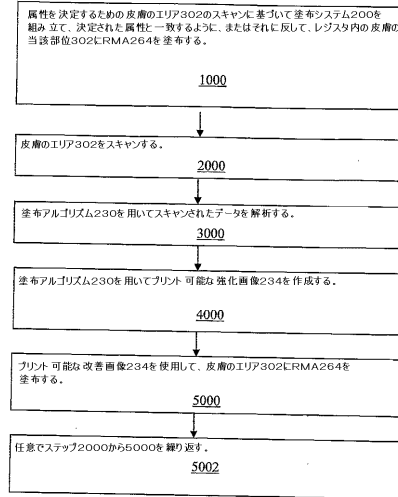 属性を決定するための皮膚のエリア302のスキャンに基づいて塗布システム200を
組み立て、決定された属性と一致するように、またはそれに反して、レジスタ内の皮膚の
当該部位302にRMA264を塗布する。
1000
皮膚のエリア302をスキャンする。
2000
塗布アルゴリズム230を用いてスキャンされたデータを解析する。
3000
塗布アルゴリズム230を用いてプリント可能な強化画像234を作成する。
4000
プリント可能な改善画像234を使用して、皮膚のエリア302にRMA264を
塗布する。
5000
任意でステップ2000から5000を繰り返す。
5002